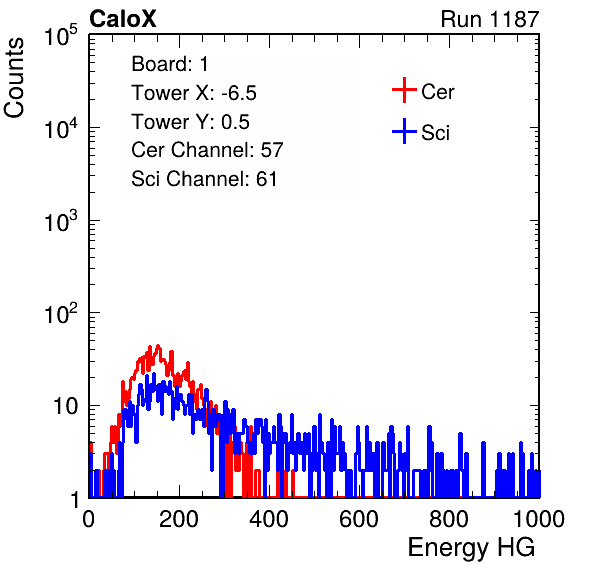 CaloX Run 1187
Counts
10^5
10^4
10^3
10^2
10
1
Board: 1
Tower X: -6.5
Tower Y: 0.5
Cer Channel: 57
Sci Channel: 61
Cer
Sci
0 200 400 600 800 1000
Energy HG